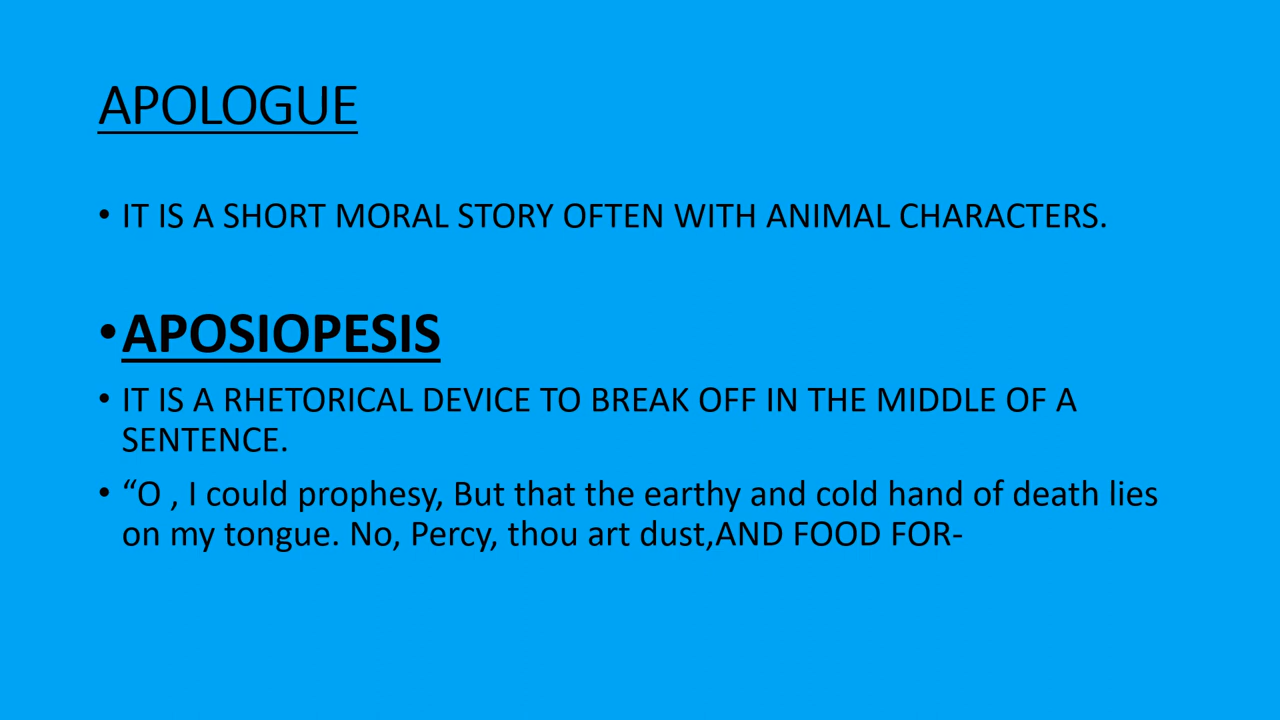 APOLOGUE
• IT IS A SHORT MORAL STORY OFTEN WITH ANIMAL CHARACTERS.
•APOSIOPESIS
• IT IS A RHETORICAL DEVICE TO BREAK OFF IN THE MIDDLE OF A
SENTENCE.
• “O , I could prophesy, But that the earthy and cold hand of death lies
on my tongue. No, Percy, thou art dust,AND FOOD FOR-